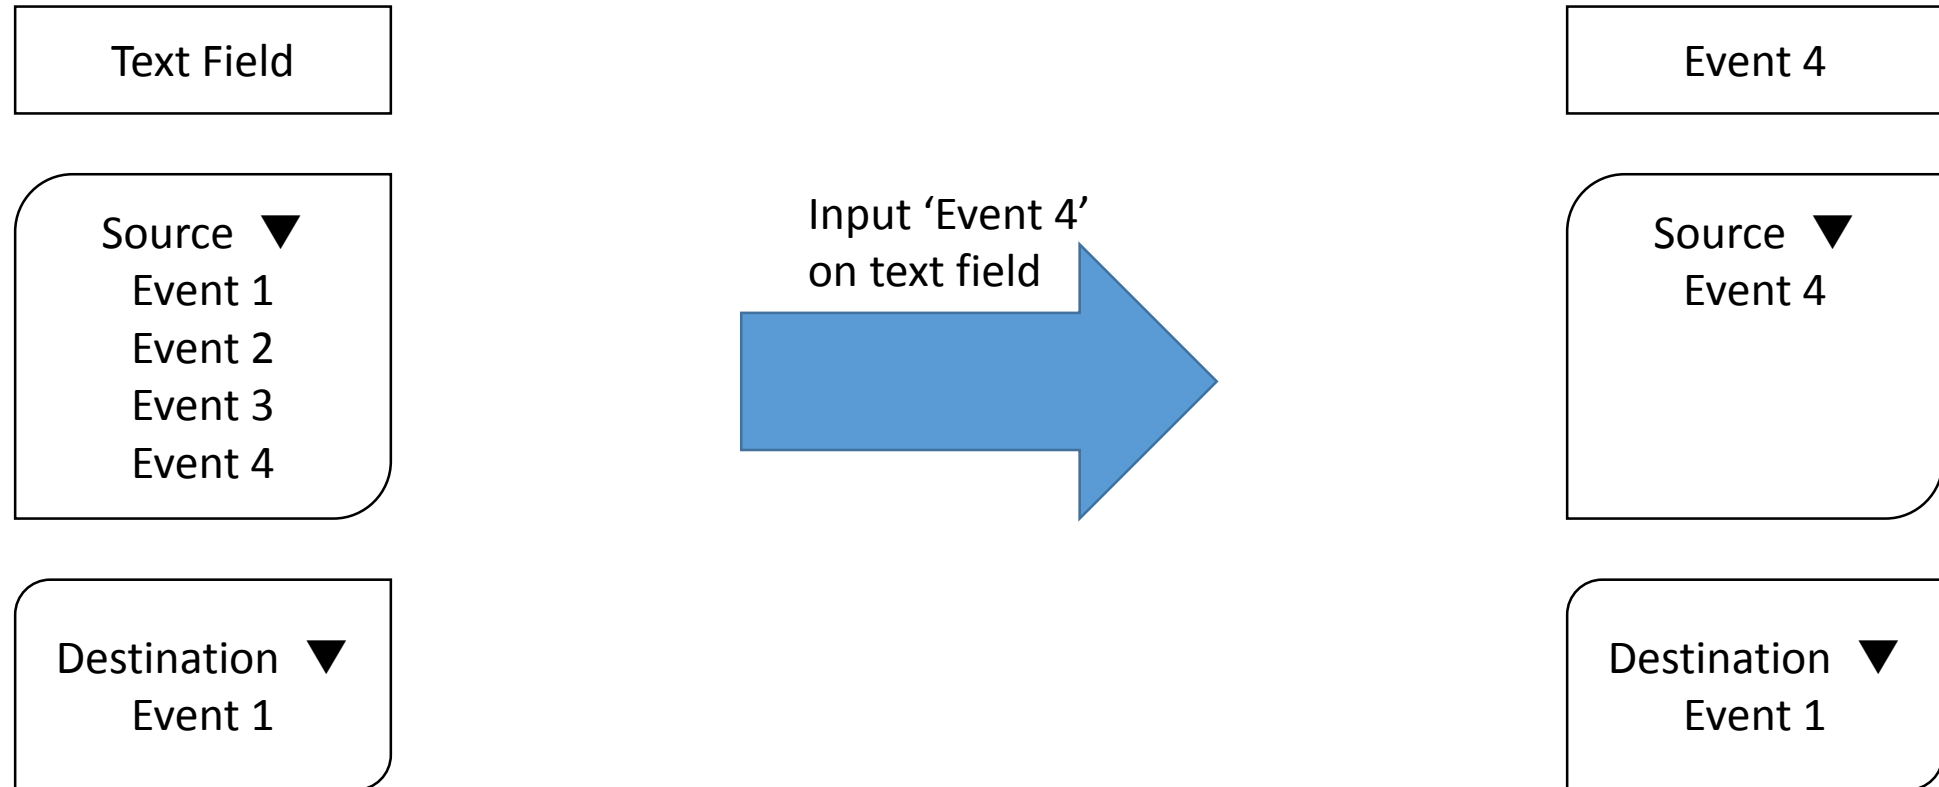 Text Field
Source ▼
Event 1
Event 2
Event 3
Event 4
Destination ▼
Event 1
Input ‘Event 4’
on text field
Event 4
Source ▼
Event 4
Destination ▼
Event 1